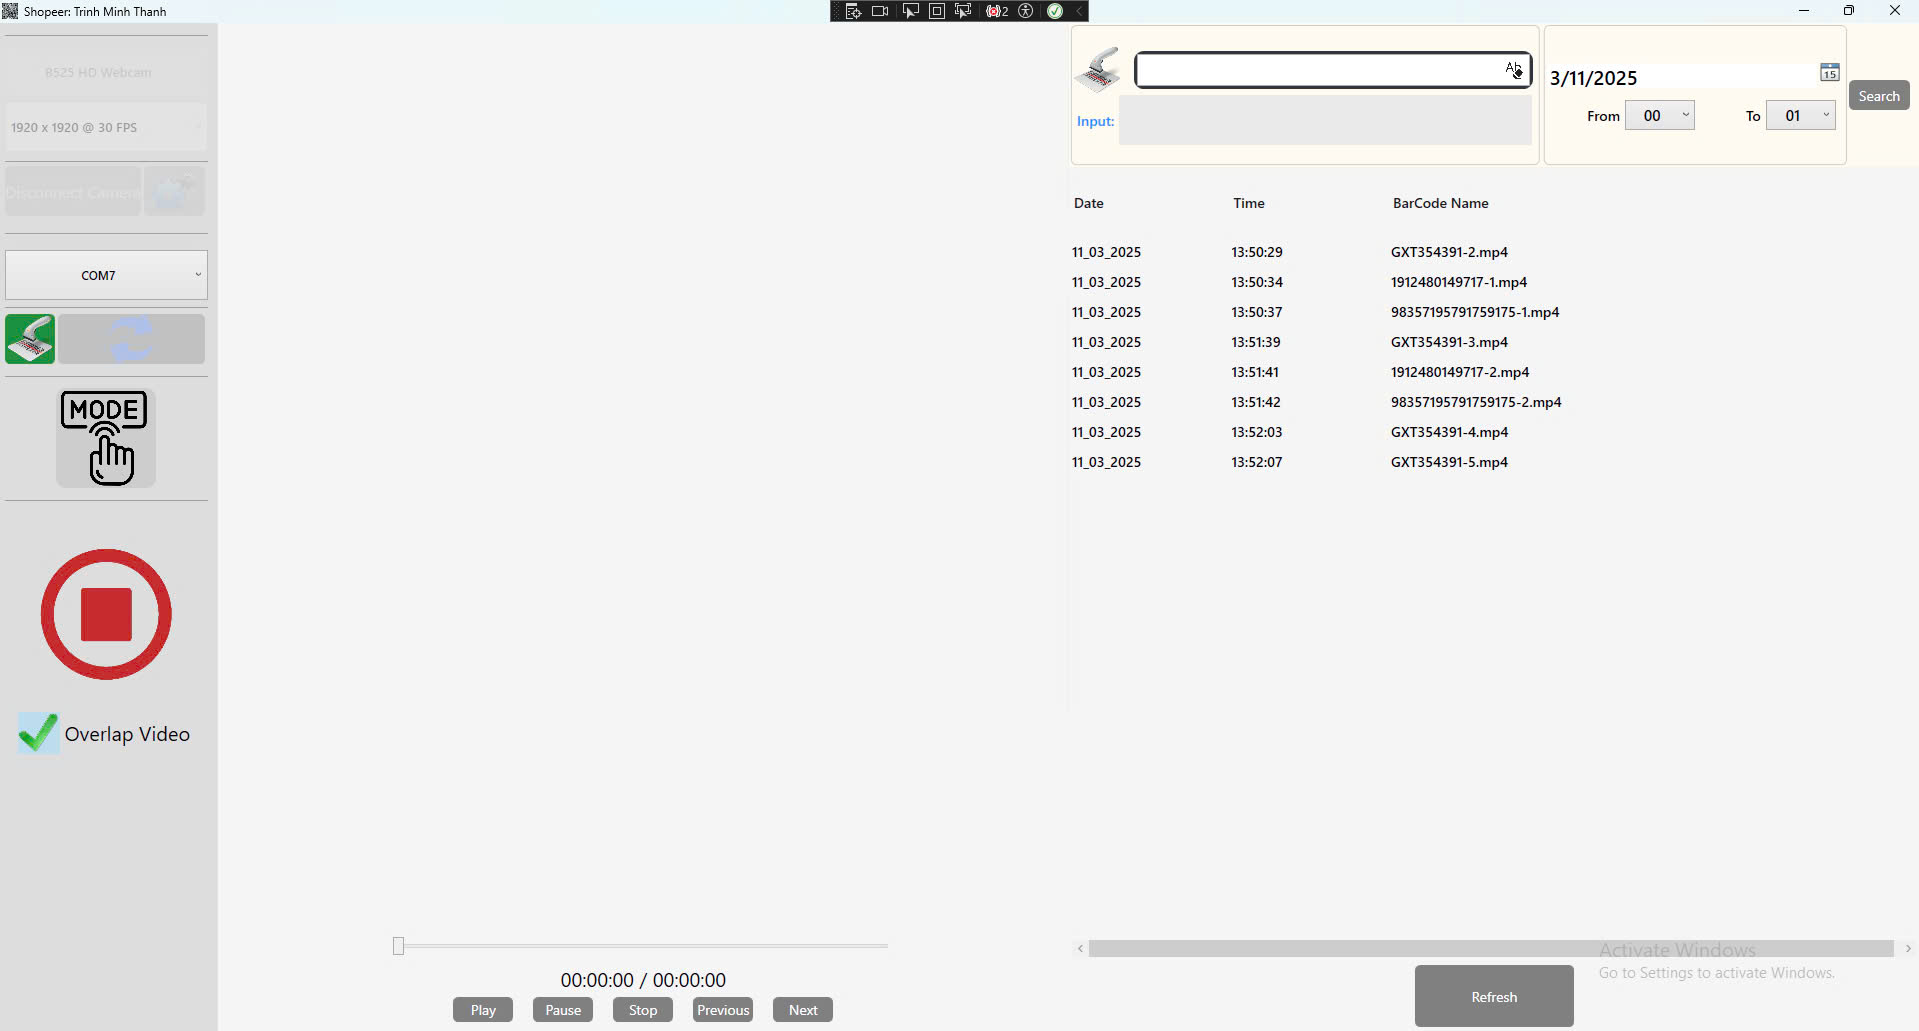 Shopeer: Trinh Minh Thanh
2
8525 HD Webcam
1920 x 1920 @ 30 FPS
Disconnect Camera
COM7
MODE
Overlap Video
00:00:00 / 00:00:00
Play Pause Stop Previous Next
Ab
Input:
3/11/2025
15
From 00 To 01
Search
Date Time BarCode Name
11_03_2025 13:50:29 GXT354391-2.mp4
11_03_2025 13:50:34 1912480149717-1.mp4
11_03_2025 13:50:37 98357195791759175-1.mp4
11_03_2025 13:51:39 GXT354391-3.mp4
11_03_2025 13:51:41 1912480149717-2.mp4
11_03_2025 13:51:42 98357195791759175-2.mp4
11_03_2025 13:52:03 GXT354391-4.mp4
11_03_2025 13:52:07 GXT354391-5.mp4
Activate Windows
Go to Settings to activate Windows.
Refresh